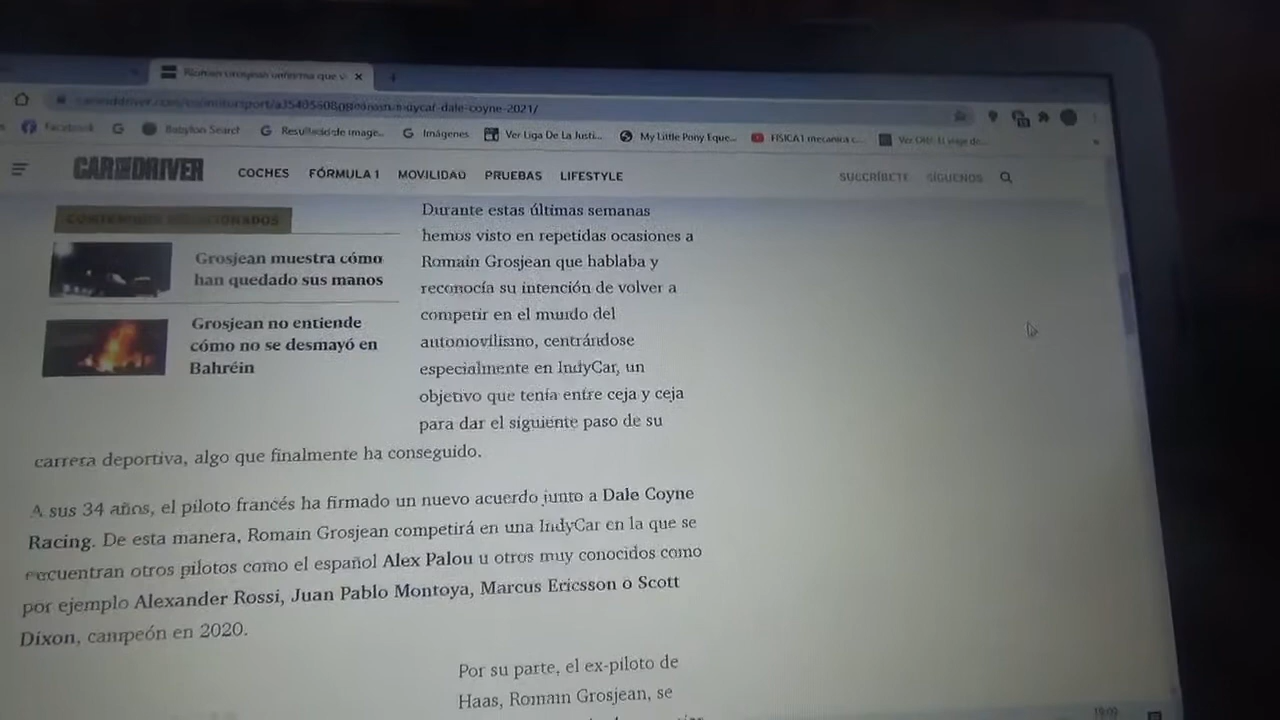 Romain Grosjean
dale-coyne-2021/
Facebook
Babylon Search
Resultado de image...
Imágenes
Ver Liga De La Justi...
My Little Pony Eque...
FISICA1 mecanica c...
CAR AND DRIVER
COCHES
FÓRMULA 1
MOVILIDAD
PRUEBAS
LIFESTYLE
SUSCRÍBETE
SÍGUENOS
CONTENIDOS RELACIONADOS
Grosjean muestra cómo
han quedado sus manos
Grosjean no entiende
cómo no se desmayó en
Bahréin
Durante estas últimas semanas
hemos visto en repetidas ocasiones a
Romain Grosjean que hablaba y
reconocía su intención de volver a
competir en el mundo del
automovilismo, centrándose
especialmente en IndyCar, un
objetivo que tenía entre ceja y ceja
para dar el siguiente paso de su
carrera deportiva, algo que finalmente ha conseguido.
A sus 34 años, el piloto francés ha firmado un nuevo acuerdo junto a Dale Coyne
Racing. De esta manera, Romain Grosjean competirá en una IndyCar en la que se
encuentran otros pilotos como el español Alex Palou u otros muy conocidos como
por ejemplo Alexander Rossi, Juan Pablo Montoya, Marcus Ericsson o Scott
Dixon, campeón en 2020.
Por su parte, el ex-piloto de
Haas, Romain Grosjean, se